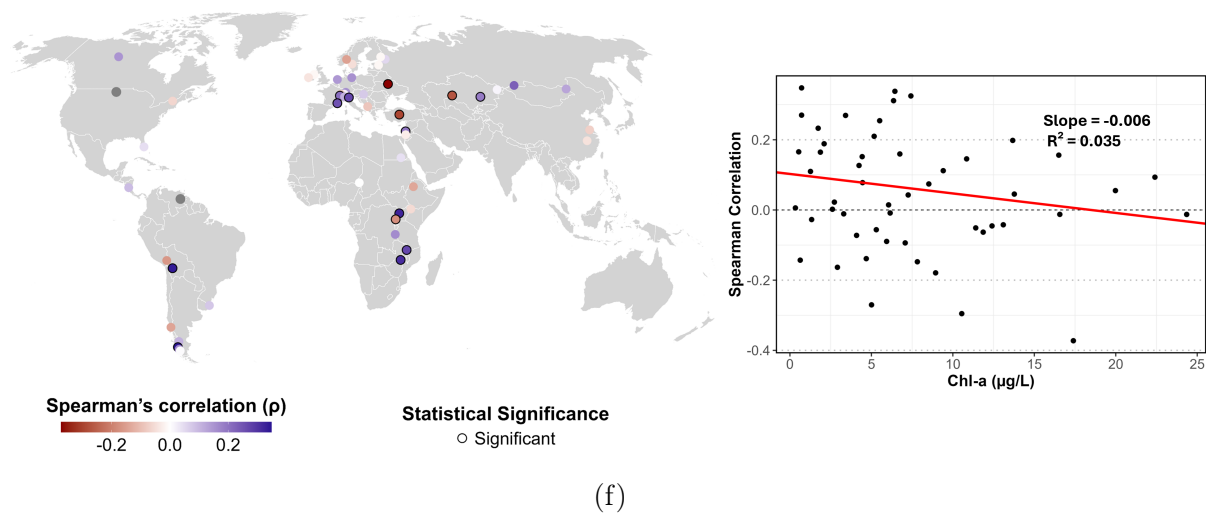 Spearman's correlation (ρ)
-0.2 0.0 0.2
Statistical Significance
Significant
Spearman Correlation
0.2
0.0
-0.2
-0.4
Slope = -0.006
R² = 0.035
0 5 10 15 20 25
Chl-a (µg/L)
(f)